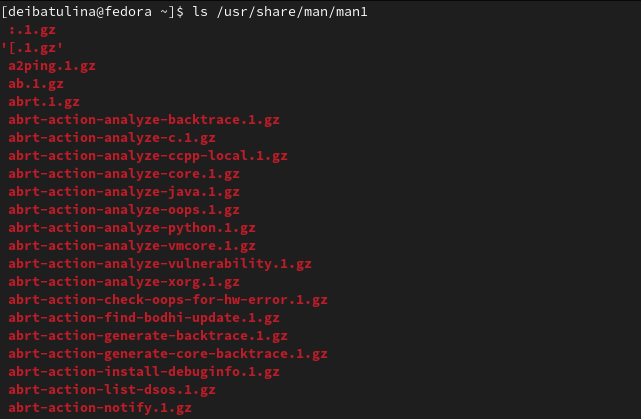 [deibatulina@fedora ~]$ ls /usr/share/man/man1
:.1.gz
'[.1.gz'
a2ping.1.gz
ab.1.gz
abrt.1.gz
abrt-action-analyze-backtrace.1.gz
abrt-action-analyze-c.1.gz
abrt-action-analyze-ccpp-local.1.gz
abrt-action-analyze-core.1.gz
abrt-action-analyze-java.1.gz
abrt-action-analyze-oops.1.gz
abrt-action-analyze-python.1.gz
abrt-action-analyze-vmcore.1.gz
abrt-action-analyze-vulnerability.1.gz
abrt-action-analyze-xorg.1.gz
abrt-action-check-oops-for-hw-error.1.gz
abrt-action-find-bodhi-update.1.gz
abrt-action-generate-backtrace.1.gz
abrt-action-generate-core-backtrace.1.gz
abrt-action-install-debuginfo.1.gz
abrt-action-list-dsos.1.gz
abrt-action-notify.1.gz